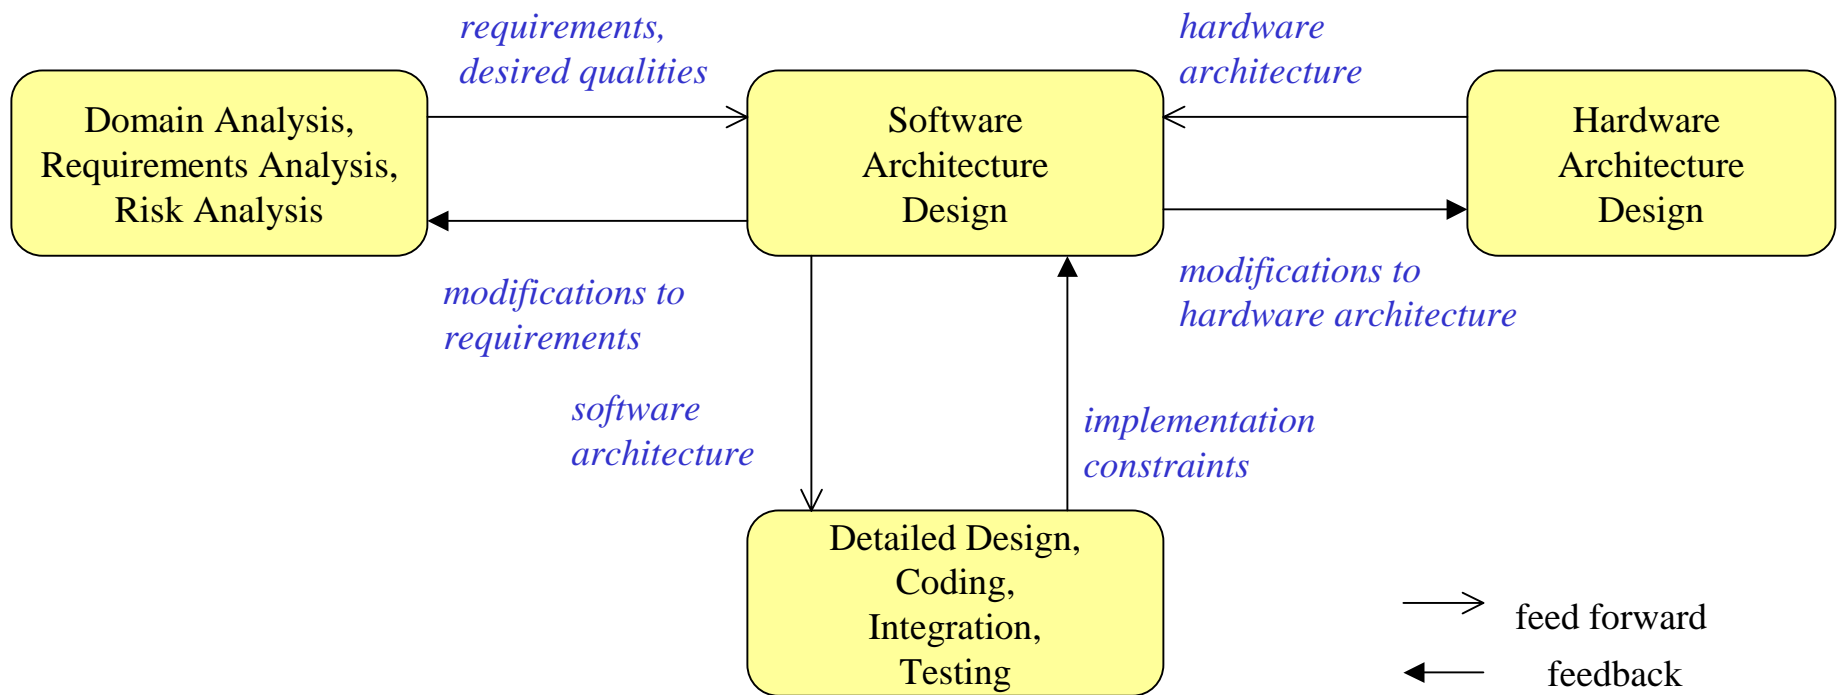 requirements,
desired qualities
hardware
architecture
Domain Analysis,
Requirements Analysis,
Risk Analysis
Software
Architecture
Design
Hardware
Architecture
Design
modifications to
requirements
modifications to
hardware architecture
software
architecture
implementation
constraints
Detailed Design,
Coding,
Integration,
Testing
feed forward
feedback